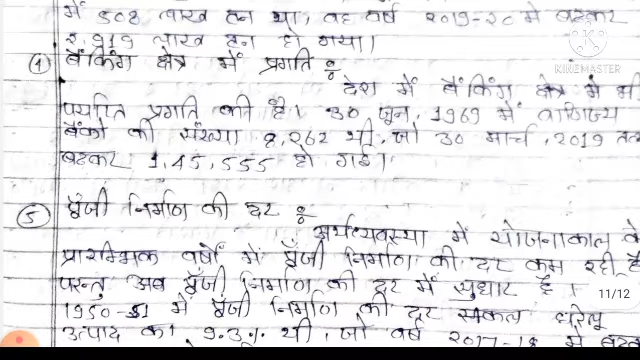 में 508 लाख टन था, वह वर्ष 2019-20 मे बढ़कर
2,919 लाख टन हो गया।
④ बैंकिंग क्षेत्र में प्रगति :
KINEMASTER
देश में बैंकिंग क्षेत्र मे भी
पर्याप्त प्रगति की है। 30 जून, 1969 में वाणिज्य
बैंको की संख्या 8,262 थी, जो 30 मार्च, 2019 तक
बढ़कर 1,45,555 हो गई।
⑤ पूँजी निर्माण की दर :
अर्थव्यवस्था में योजनाकाल के
प्रारम्भिक वर्षों में पूँजी निर्माण की दर कम रही है
परन्तु अब पूँजी निर्माण की दर में सुधार है।
11/12
1950-51 में पूँजी निर्माण की दर सकल घरेलू
उत्पाद का 9.3% थी, जो वर्ष 2017-18 मे बढ़कर